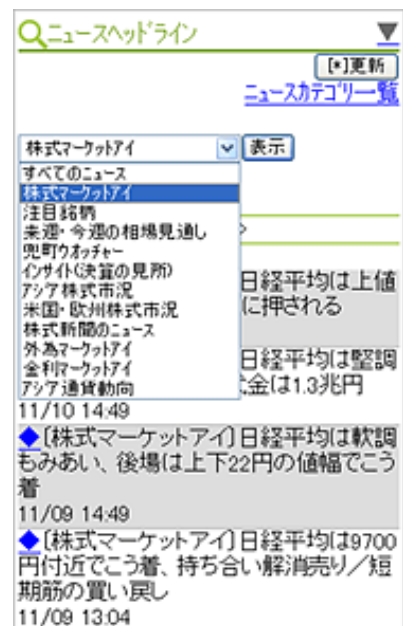 ニュースヘッドライン
▼
[*]更新
ニュースカテゴリー覧
株式マーケットアイ
表示
すべてのニュース
株式マーケットアイ
注目銘柄
来週・今週の相場見通し
兜町ウオッチャー
インサイト(決算の見所)
アジア株式市況
米国・欧州株式市況
株式新聞のニュース
外為マーケットアイ
金利マーケットアイ
アジア通貨動向
日経平均は上値
に押される
日経平均は堅調
金は1.3兆円
11/10 14:49
◆〔株式マーケットアイ〕日経平均は軟調
もみあい、後場は上下22円の値幅でこう
着
11/09 14:49
◆〔株式マーケットアイ〕日経平均は9700
円付近でこう着、持ち合い解消売り／短
期筋の買い戻し
11/09 13:04